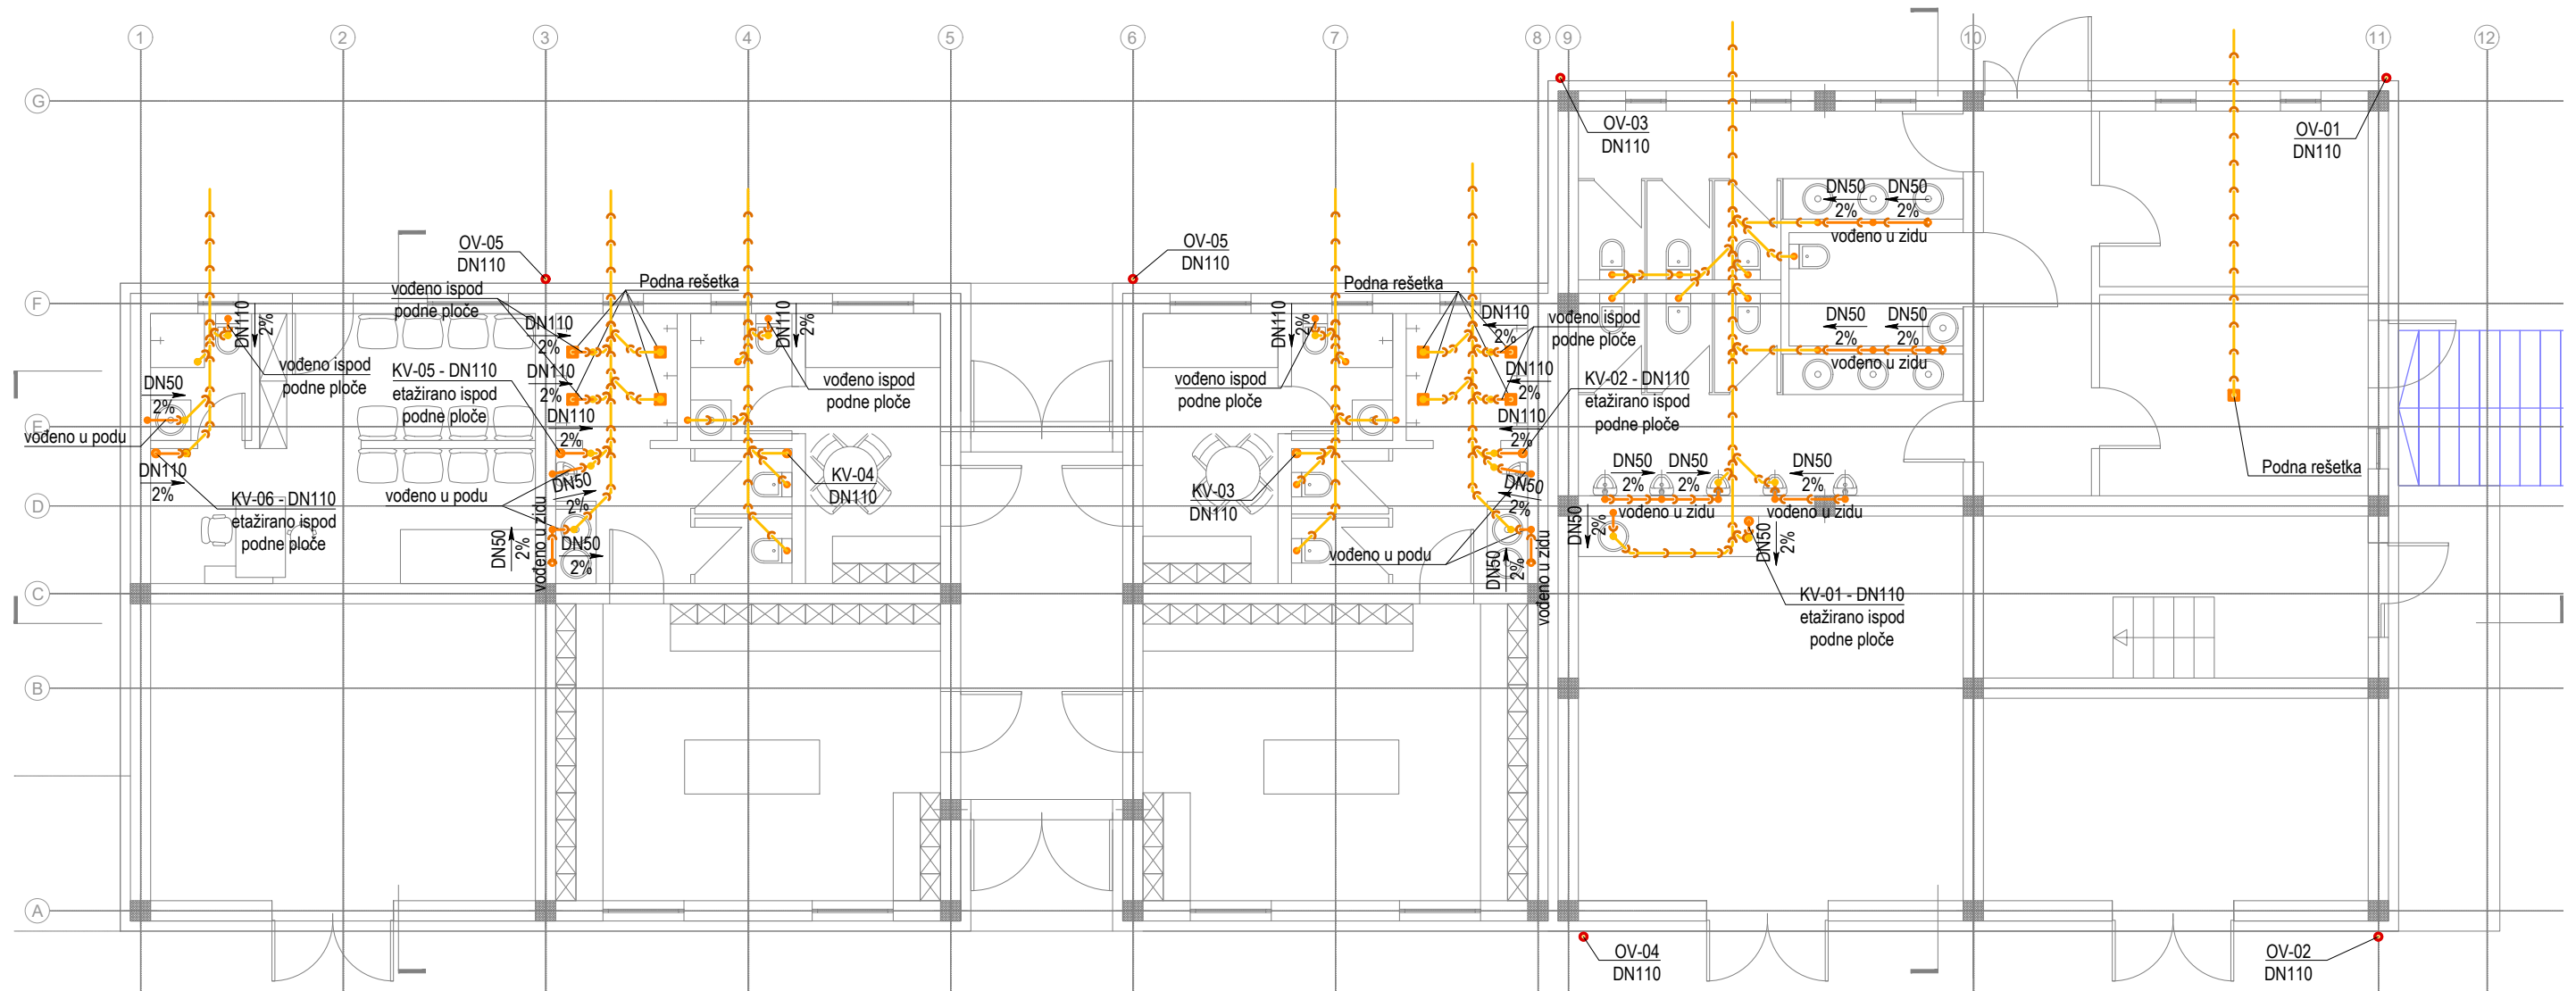 1
2
3
4
5
6
7
8
9
10
11
12
G
F
E
D
C
B
A
OV-03
DN110
OV-01
DN110
OV-05
DN110
OV-05
DN110
OV-04
DN110
OV-02
DN110
DN110
2%
vođeno ispod
podne ploče
DN50
2%
vođeno u podu
DN110
2%
KV-06 - DN110
etažirano ispod
podne ploče
vođeno ispod
podne ploče
Podna rešetka
DN110
2%
DN110
2%
KV-05 - DN110
etažirano ispod
podne ploče
DN110
2%
vođeno u podu
DN50
2%
DN50
2%
vođeno u zidu
DN50
2%
DN110
2%
vođeno ispod
podne ploče
KV-04
DN110
DN110
2%
vođeno ispod
podne ploče
KV-03
DN110
Podna rešetka
DN110
2%
vođeno ispod
podne ploče
DN110
2%
KV-02 - DN110
etažirano ispod
podne ploče
DN110
2%
DN50
2%
vođeno u podu
DN50
2%
vođeno u zidu
DN50
2%
DN50
2%
vođeno u zidu
DN50
2%
DN50
2%
vođeno u zidu
DN50
2%
DN50
2%
DN50
2%
vođeno u zidu
vođeno u zidu
DN50
2%
DN50
2%
KV-01 - DN110
etažirano ispod
podne ploče
Podna rešetka